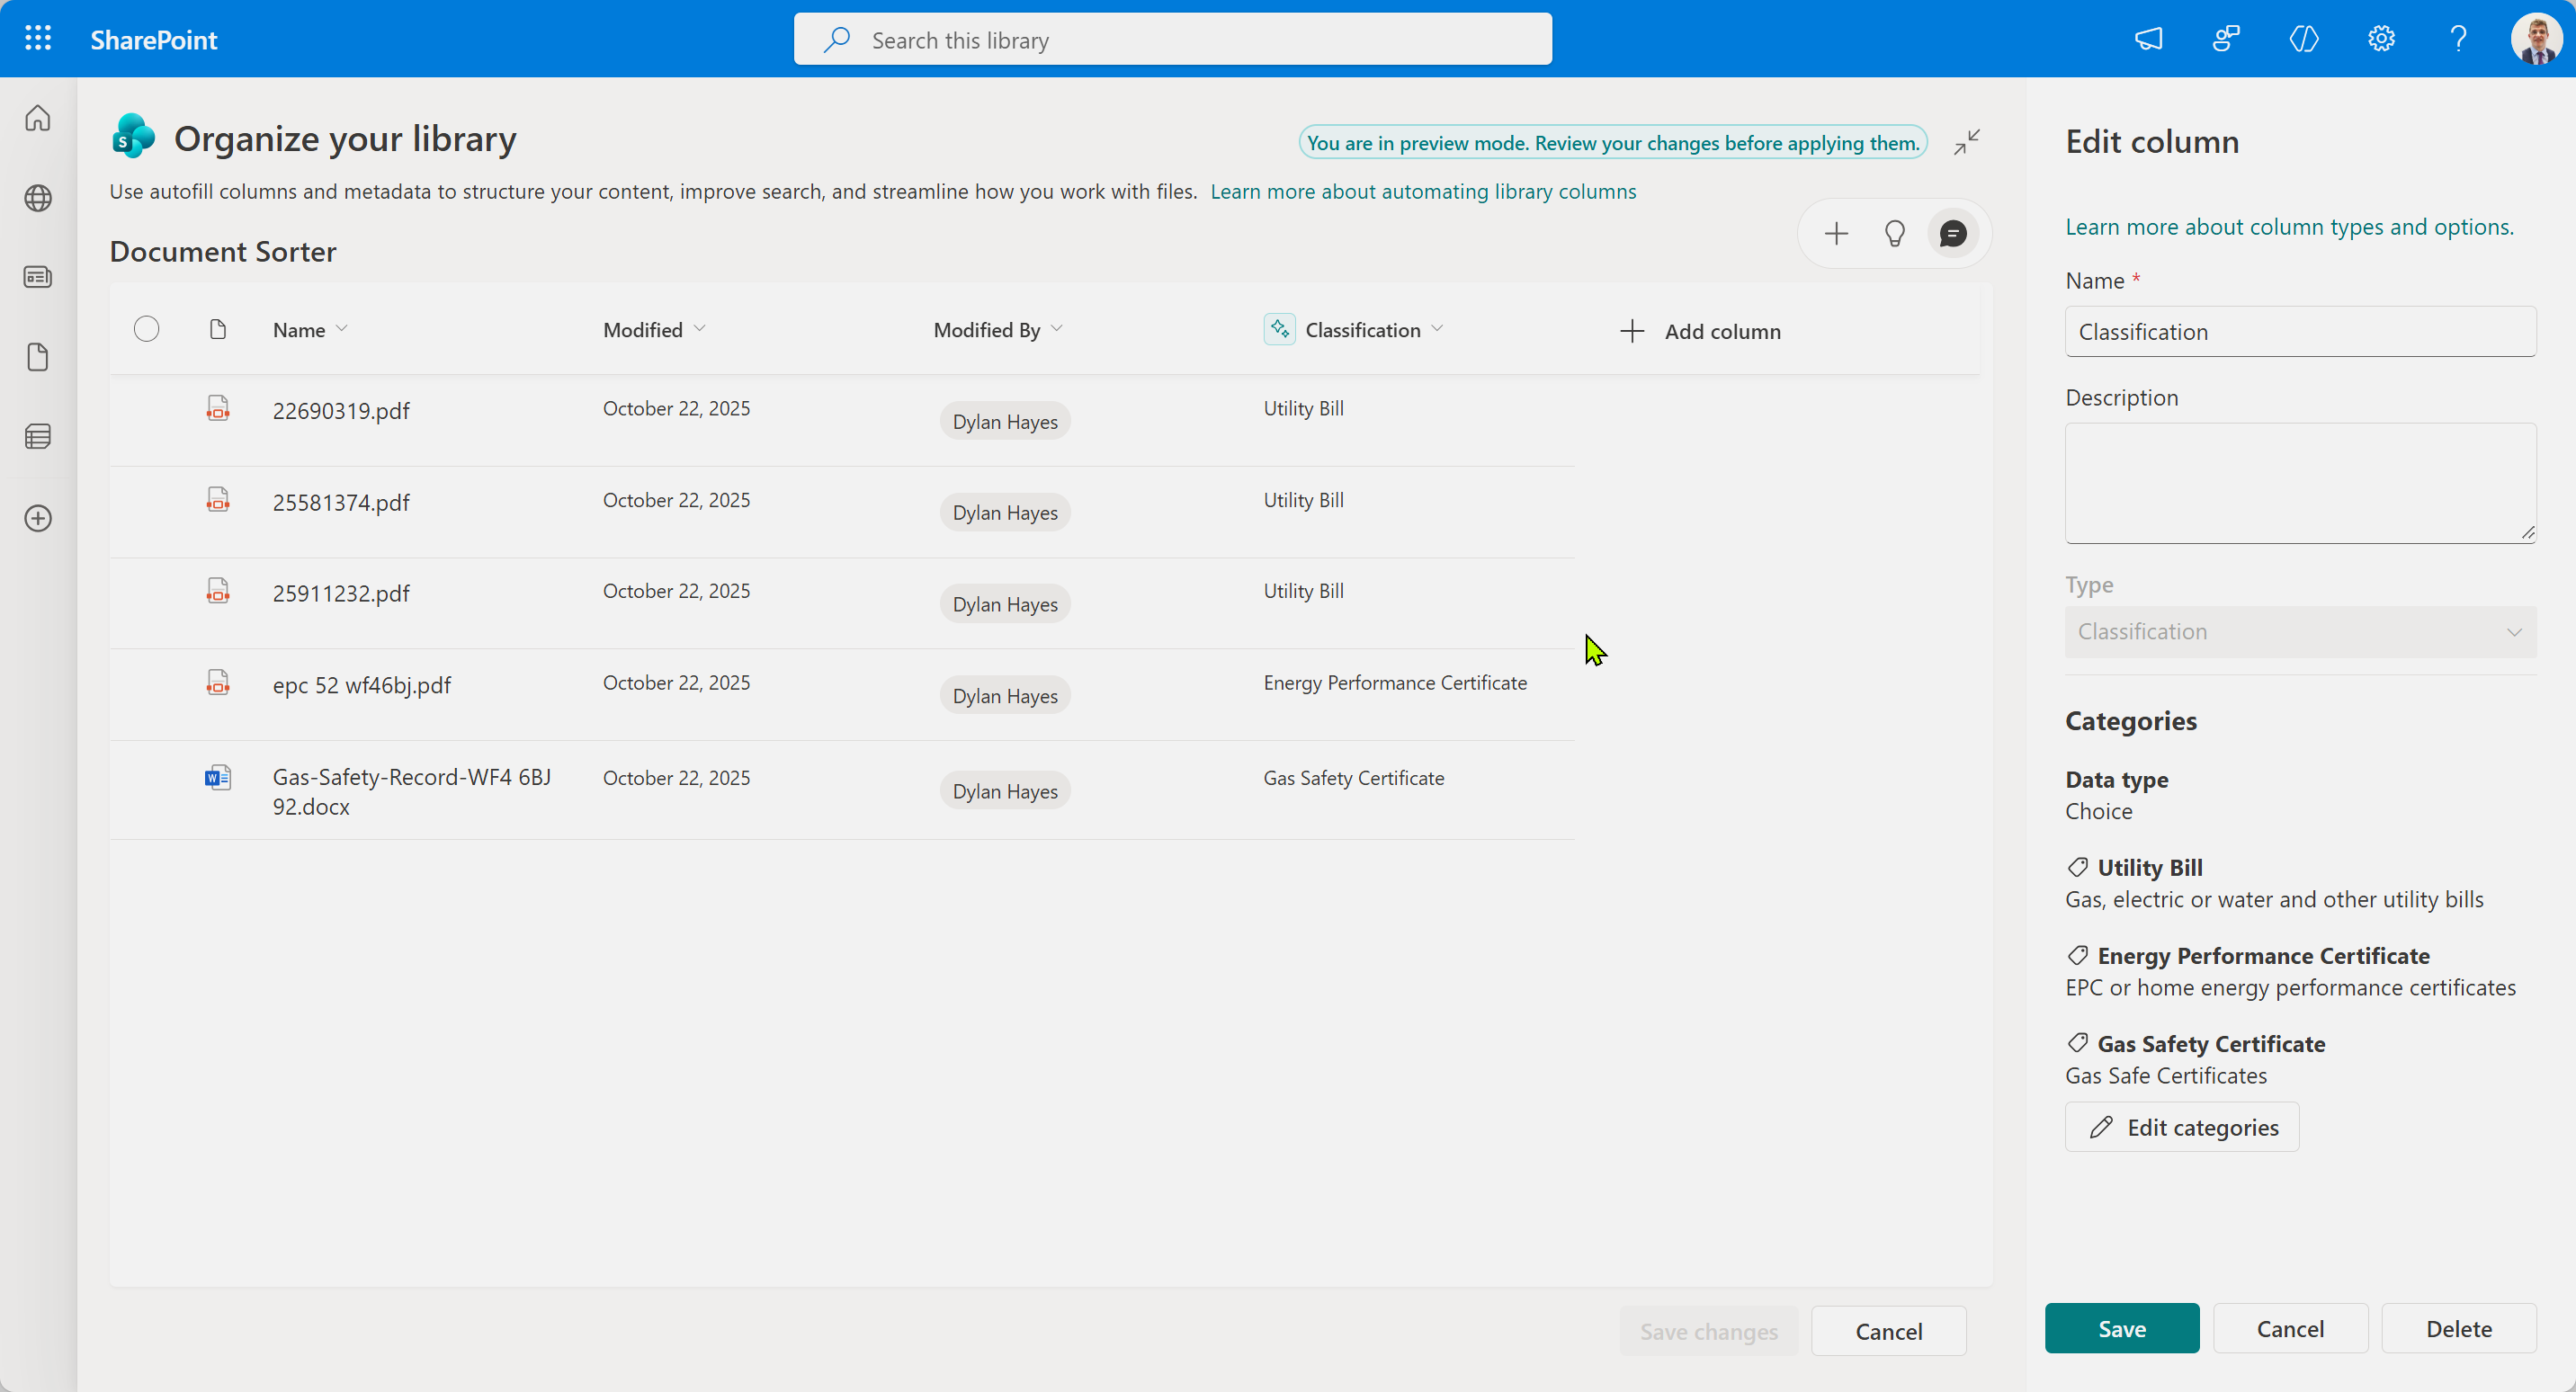 SharePoint
Search this library
Organize your library
You are in preview mode. Review your changes before applying them.
Use autofill columns and metadata to structure your content, improve search, and streamline how you work with files. Learn more about automating library columns
Document Sorter
Name Modified Modified By Classification Add column
22690319.pdf October 22, 2025 Dylan Hayes Utility Bill
25581374.pdf October 22, 2025 Dylan Hayes Utility Bill
25911232.pdf October 22, 2025 Dylan Hayes Utility Bill
epc 52 wf46bj.pdf October 22, 2025 Dylan Hayes Energy Performance Certificate
Gas-Safety-Record-WF4 6BJ October 22, 2025 Dylan Hayes Gas Safety Certificate
92.docx
Save changes Cancel
Edit column
Learn more about column types and options.
Name *
Classification
Description
Type
Classification
Categories
Data type
Choice
Utility Bill
Gas, electric or water and other utility bills
Energy Performance Certificate
EPC or home energy performance certificates
Gas Safety Certificate
Gas Safe Certificates
Edit categories
Save Cancel Delete